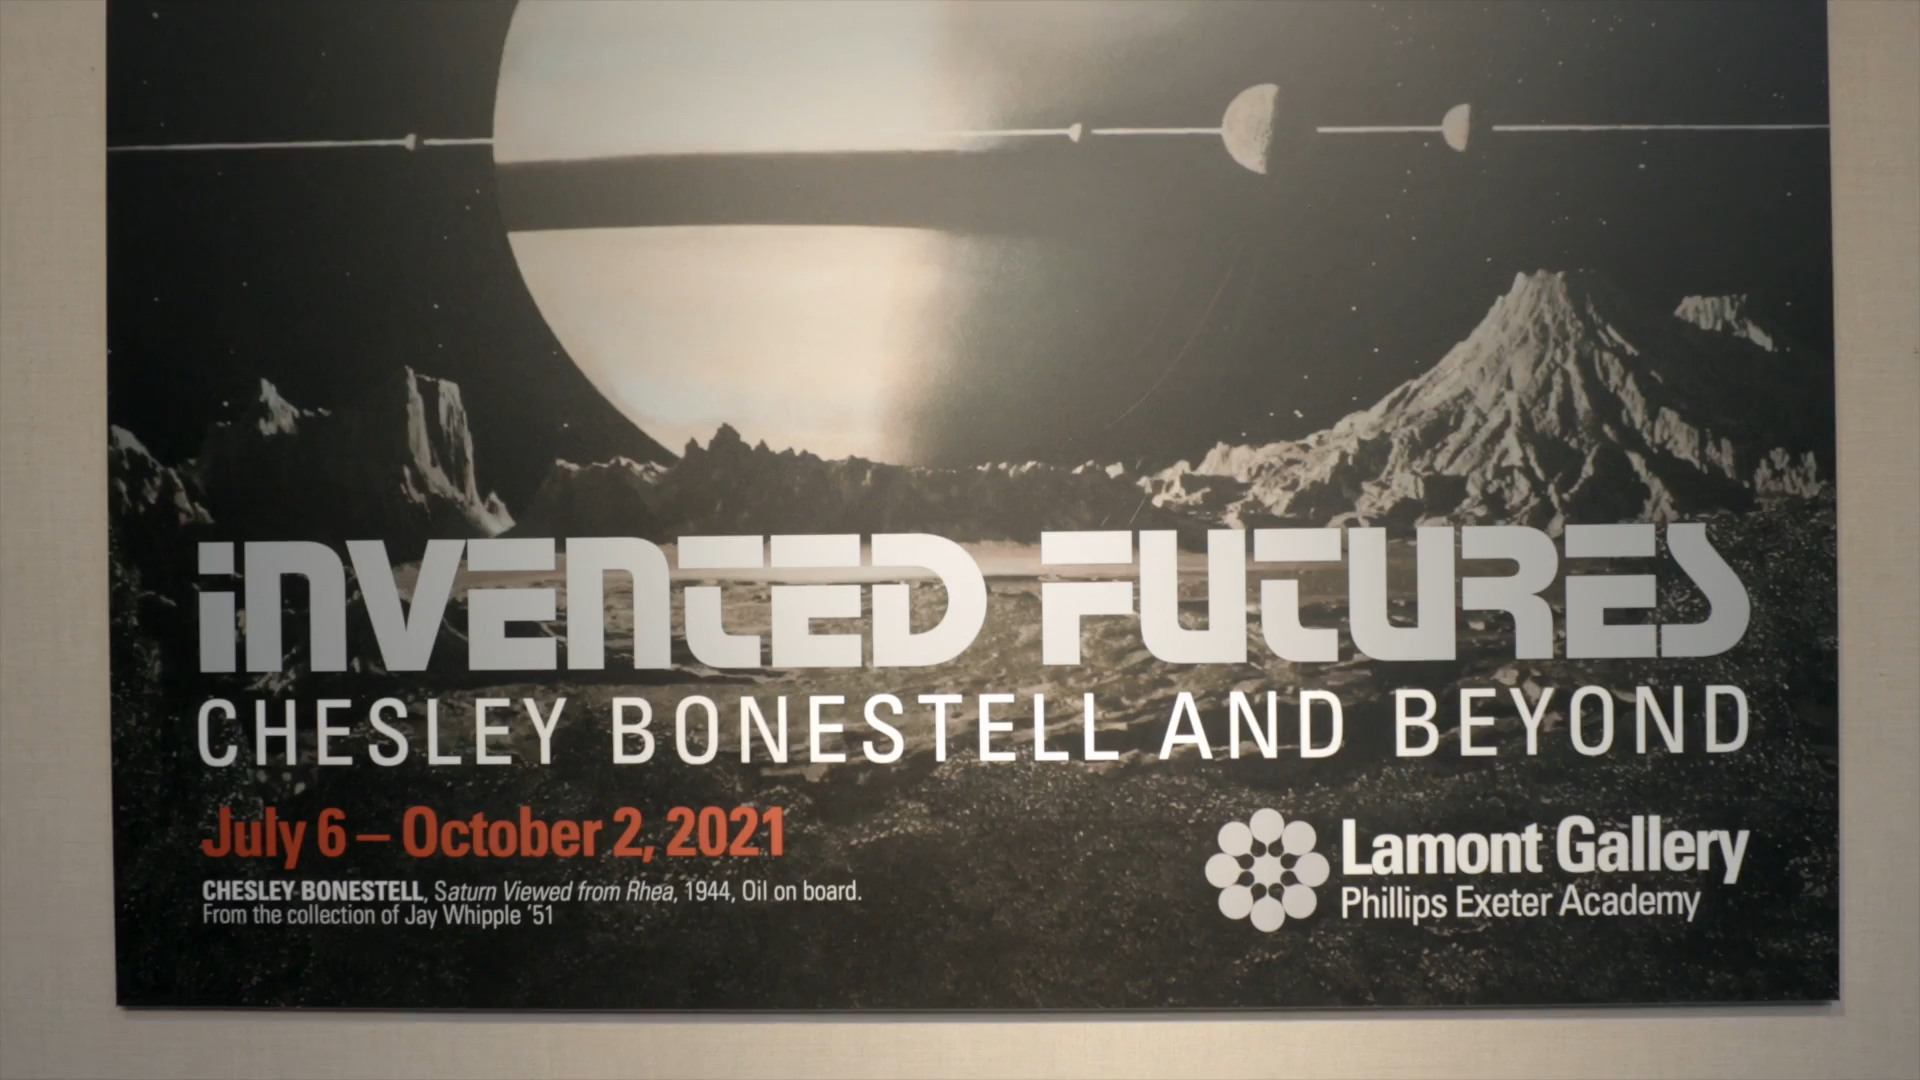 INVENTED FUTURES
CHESLEY BONESTELL AND BEYOND
July 6 – October 2, 2021
CHESLEY BONESTELL, Saturn Viewed from Rhea, 1944, Oil on board.
From the collection of Jay Whipple '51
Lamont Gallery
Phillips Exeter Academy